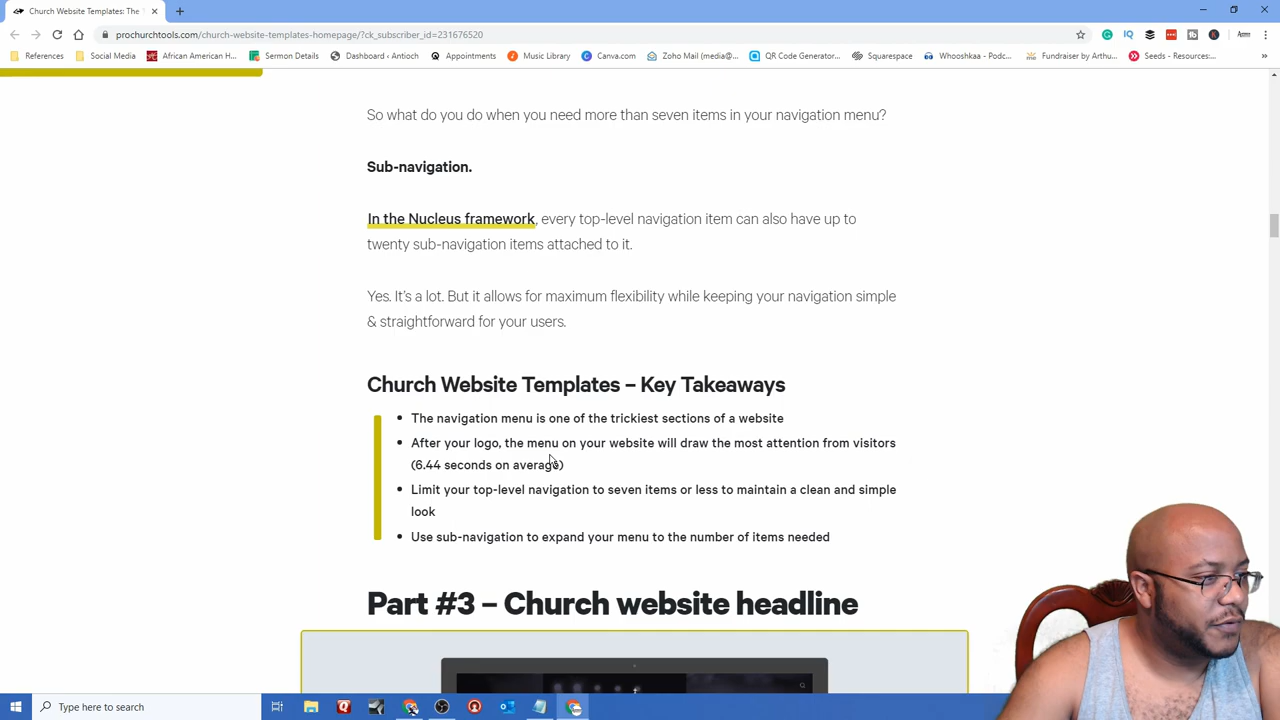 Church Website Templates: The
prochurchtools.com/church-website-templates-homepage/?ck_subscriber_id=231676520
References
Social Media
African American H...
Sermon Details
Dashboard ‹ Antioch
Appointments
Music Library
Canva.com
Zoho Mail (media@...
QR Code Generator...
Squarespace
Whooshkaa - Podc...
Fundraiser by Arthu...
Seeds - Resources:...
So what do you do when you need more than seven items in your navigation menu?
Sub-navigation.
In the Nucleus framework, every top-level navigation item can also have up to
twenty sub-navigation items attached to it.
Yes. It's a lot. But it allows for maximum flexibility while keeping your navigation simple
& straightforward for your users.
Church Website Templates – Key Takeaways
• The navigation menu is one of the trickiest sections of a website
• After your logo, the menu on your website will draw the most attention from visitors
(6.44 seconds on average)
• Limit your top-level navigation to seven items or less to maintain a clean and simple
look
• Use sub-navigation to expand your menu to the number of items needed
Part #3 – Church website headline
Type here to search